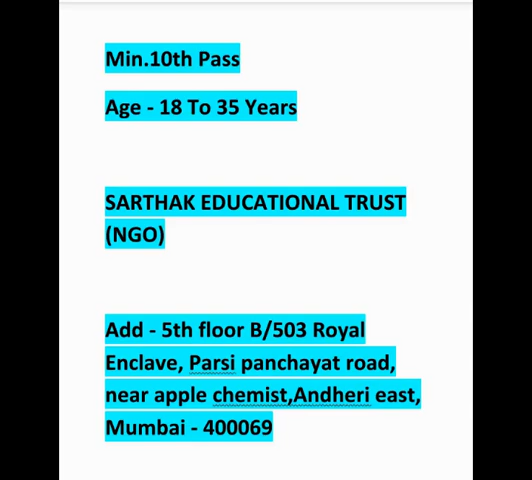 Min.10th Pass
Age - 18 To 35 Years
SARTHAK EDUCATIONAL TRUST
(NGO)
Add - 5th floor B/503 Royal
Enclave, Parsi panchayat road,
near apple chemist,Andheri east,
Mumbai - 400069